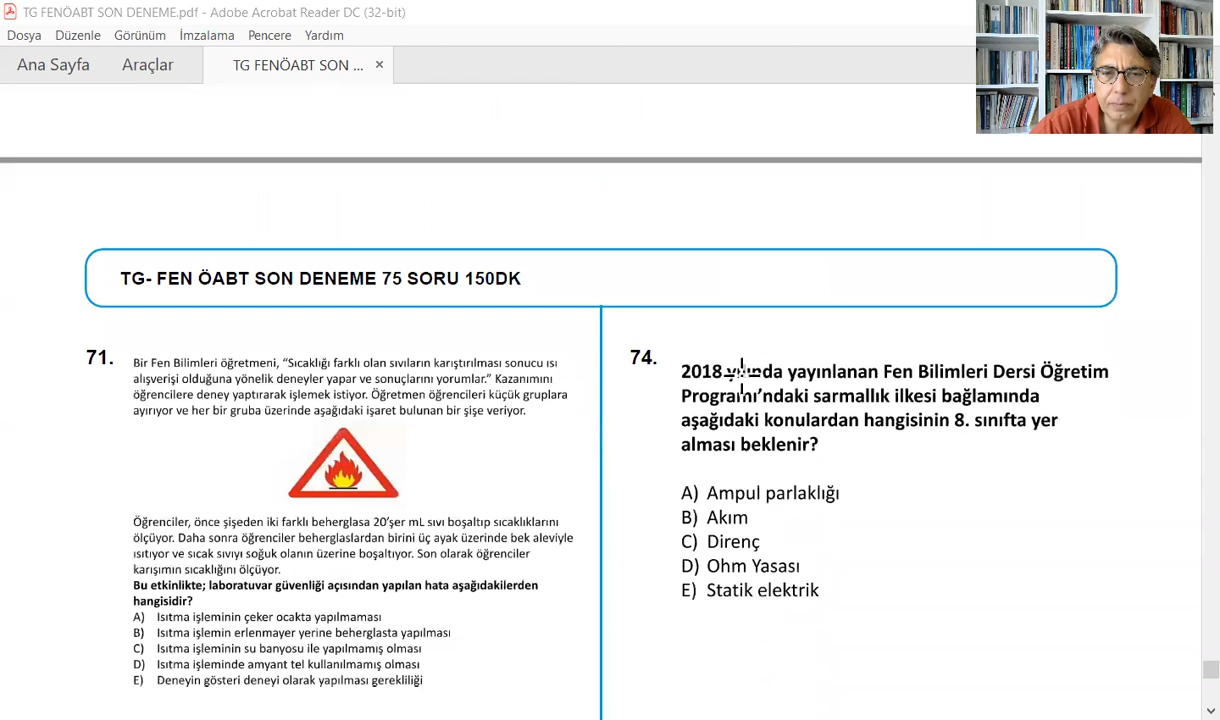 TG FENÖABT SON DENEME.pdf - Adobe Acrobat Reader DC (32-bit)
Dosya Düzenle Görünüm İmzalama Pencere Yardım
Ana Sayfa Araçlar TG FENÖABT SON ... ×
TG- FEN ÖABT SON DENEME 75 SORU 150DK
71.
Bir Fen Bilimleri öğretmeni, “Sıcaklığı farklı olan sıvıların karıştırılması sonucu ısı
alışverişi olduğuna yönelik deneyler yapar ve sonuçlarını yorumlar.” Kazanımını
öğrencilere deney yaptırarak işlemek istiyor. Öğretmen öğrencileri küçük gruplara
ayırıyor ve her bir gruba üzerinde aşağıdaki işaret bulunan bir şişe veriyor.
Öğrenciler, önce şişeden iki farklı beherglasa 20’şer mL sıvı boşaltıp sıcaklıklarını
ölçüyor. Daha sonra öğrenciler beherglaslardan birini üç ayak üzerinde bek aleviyle
ısıtıyor ve sıcak sıvıyı soğuk olanın üzerine boşaltıyor. Son olarak öğrenciler
karışımın sıcaklığını ölçüyor.
Bu etkinlikte; laboratuvar güvenliği açısından yapılan hata aşağıdakilerden
hangisidir?
A) Isıtma işleminin çeker ocakta yapılmaması
B) Isıtma işlemin erlenmayer yerine beherglasta yapılması
C) Isıtma işleminin su banyosu ile yapılmamış olması
D) Isıtma işleminde amyant tel kullanılmamış olması
E) Deneyin gösteri deneyi olarak yapılması gerekliliği
74.
2018 yayınlanan Fen Bilimleri Dersi Öğretim
Programı’ndaki sarmallık ilkesi bağlamında
aşağıdaki konulardan hangisinin 8. sınıfta yer
alması beklenir?
A) Ampul parlaklığı
B) Akım
C) Direnç
D) Ohm Yasası
E) Statik elektrik